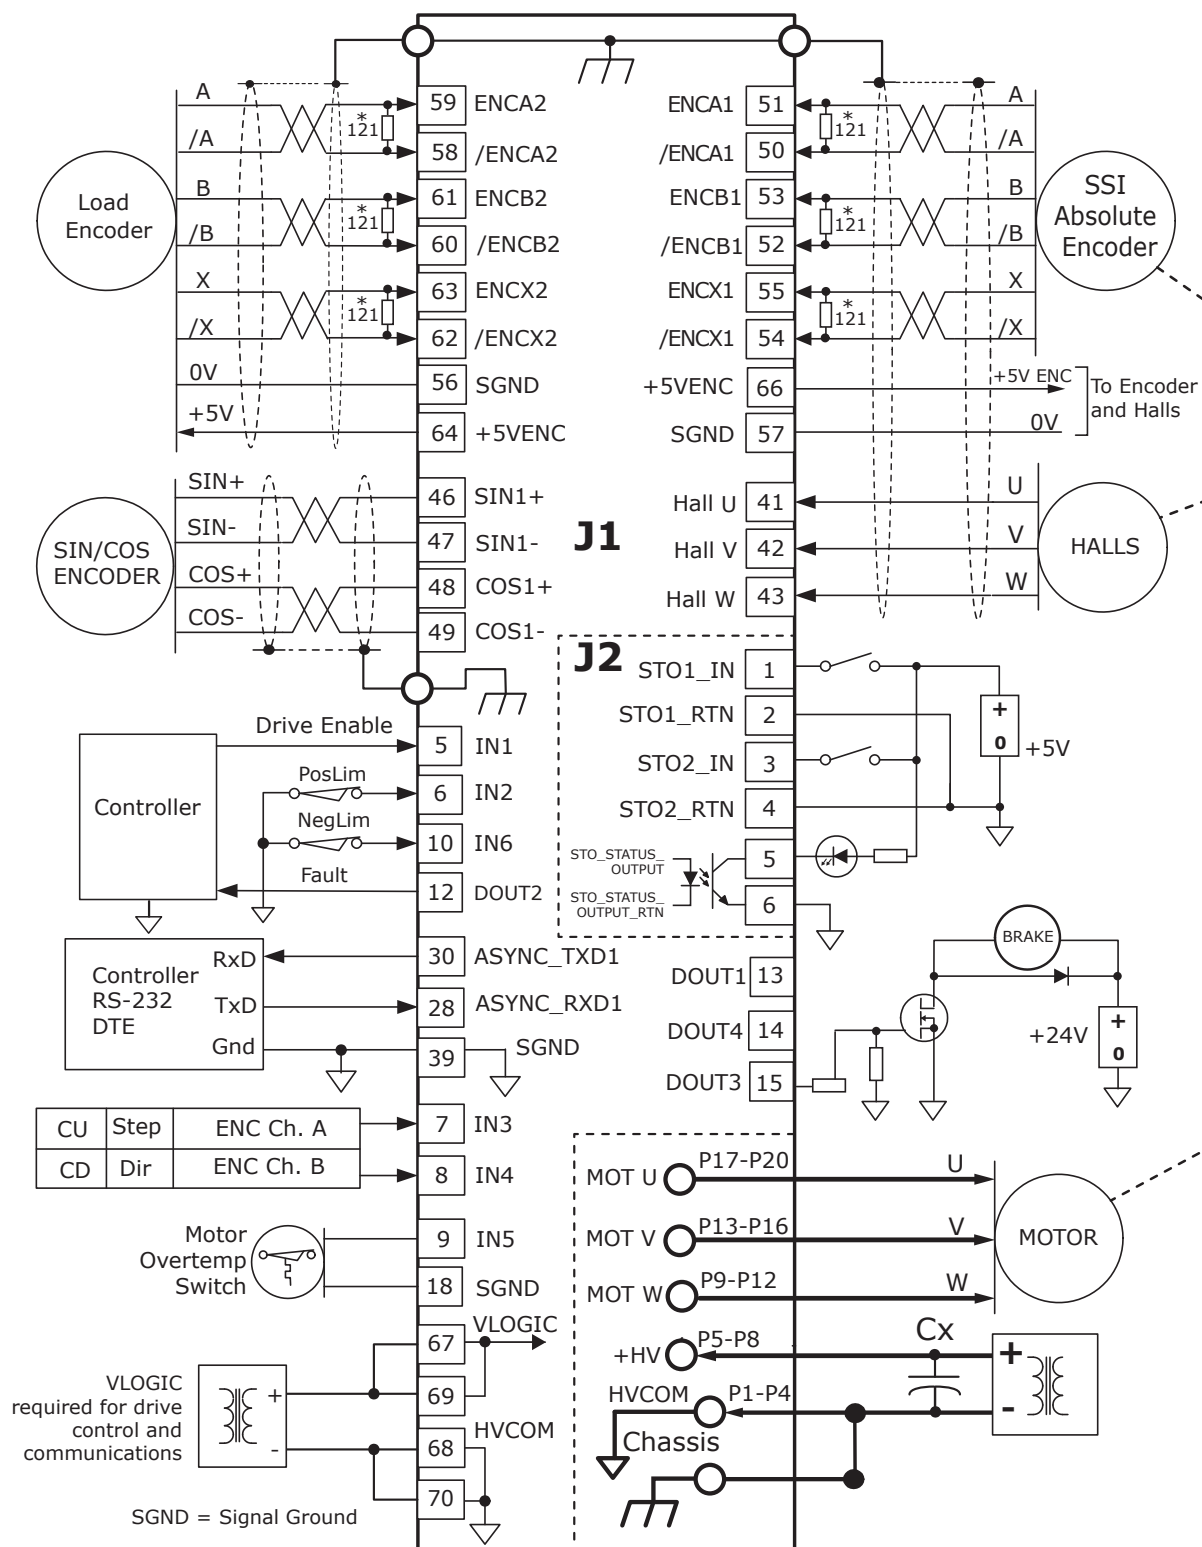 A
59
ENCA2
*
121
/A
58
/ENCA2
B
61
ENCB2
*
121
/B
60
/ENCB2
X
63
ENCX2
*
121
/X
62
/ENCX2
0V
56
SGND
+5V
64
+5VENC
Load
Encoder
SIN+
46
SIN1+
SIN-
47
SIN1-
COS+
48
COS1+
COS-
49
COS1-
SIN/COS
ENCODER
J1
ENCA1
51
A
*
121
/ENCA1
50
/A
ENCB1
53
B
*
121
/ENCB1
52
/B
ENCX1
55
X
*
121
/ENCX1
54
/X
SSI
Absolute
Encoder
+5VENC
66
+5V ENC
SGND
57
0V
To Encoder
and Halls
Hall U
41
U
Hall V
42
V
Hall W
43
W
HALLS
J2
STO1_IN
1
STO1_RTN
2
STO2_IN
3
STO2_RTN
4
+
0
+5V
STO_STATUS_
OUTPUT
5
STO_STATUS_
OUTPUT_RTN
6
Controller
Drive Enable
5
IN1
PosLim
6
IN2
NegLim
10
IN6
Fault
12
DOUT2
Controller
RS-232
DTE
RxD
30
ASYNC_TXD1
TxD
28
ASYNC_RXD1
Gnd
39
SGND
DOUT1
13
DOUT4
14
DOUT3
15
BRAKE
+24V
+
0
CU
Step
ENC Ch. A
7
IN3
CD
Dir
ENC Ch. B
8
IN4
Motor
Overtemp
Switch
9
IN5
18
SGND
MOT U
P17-P20
U
MOT V
P13-P16
V
MOT W
P9-P12
W
MOTOR
VLOGIC
required for drive
control and
communications
+
-
67
VLOGIC
69
68
HVCOM
70
+HV
P5-P8
Cx
+
-
HVCOM
P1-P4
Chassis
SGND = Signal Ground